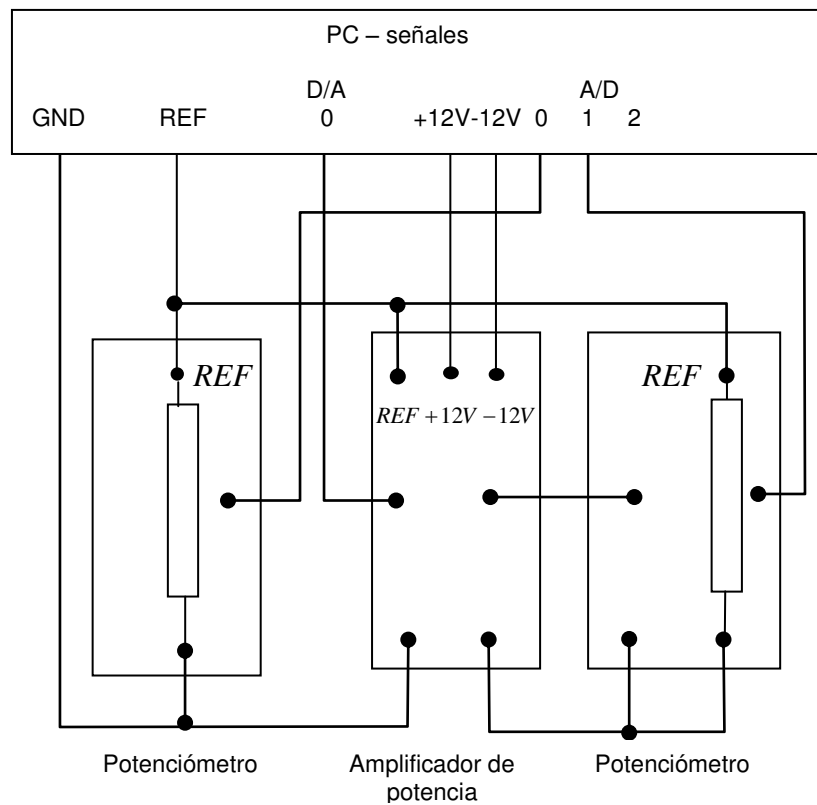 PC – señales
D/A A/D
GND REF 0 +12V-12V 0 1 2
REF REF
REF +12V −12V
Potenciómetro Amplificador de Potenciómetro
potencia